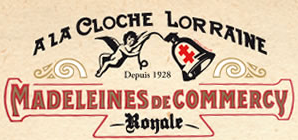 A LA CLOCHE LORRAINE
Depuis 1928
MADELEINES DE COMMERCY
Royale